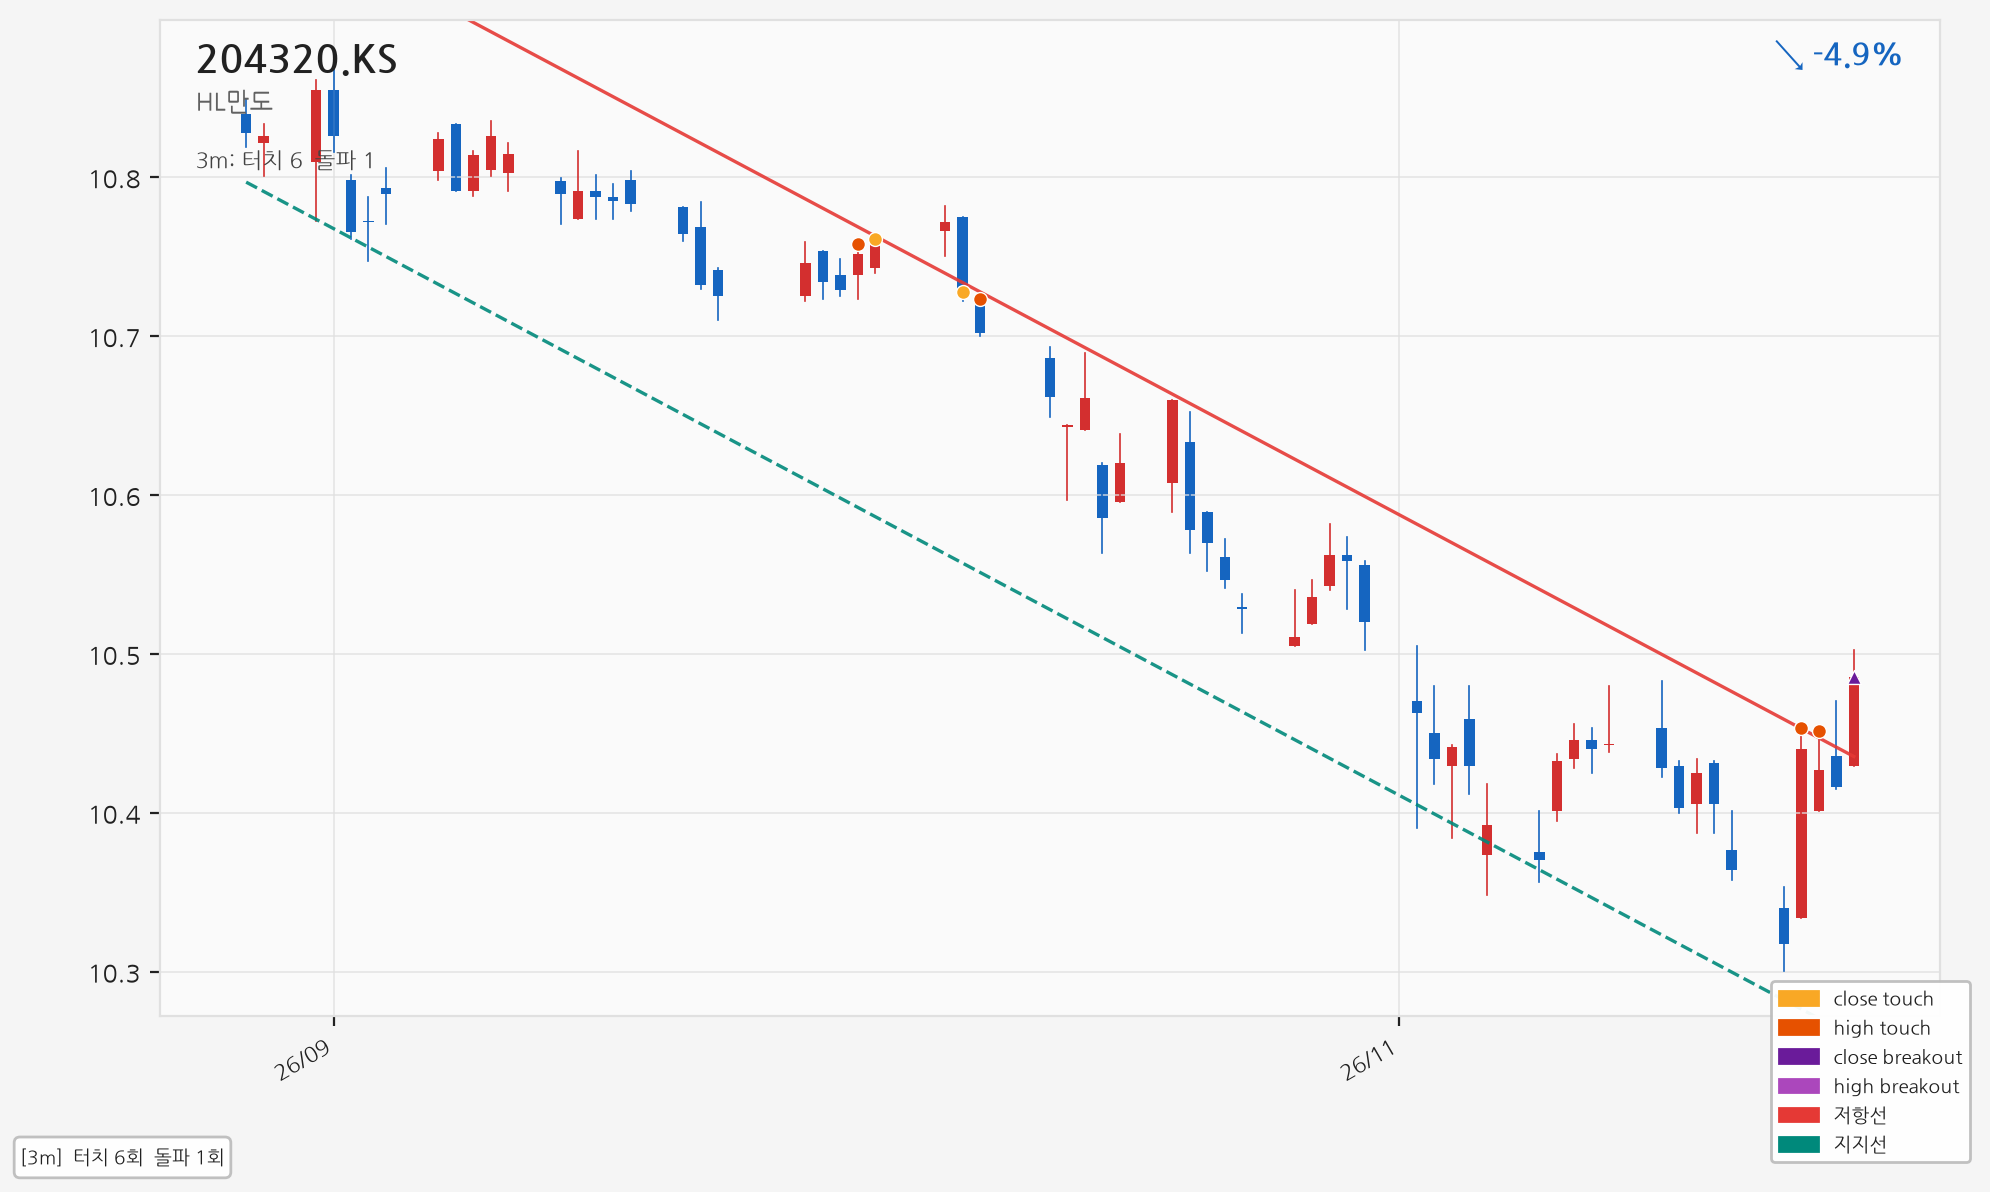 204320.KS
HL만도
3m: 터치 6  돌파 1
-4.9%
10.8
10.7
10.6
10.5
10.4
10.3
26/09
26/11
close touch
high touch
close breakout
high breakout
저항선
지지선
[3m]  터치 6회  돌파 1회